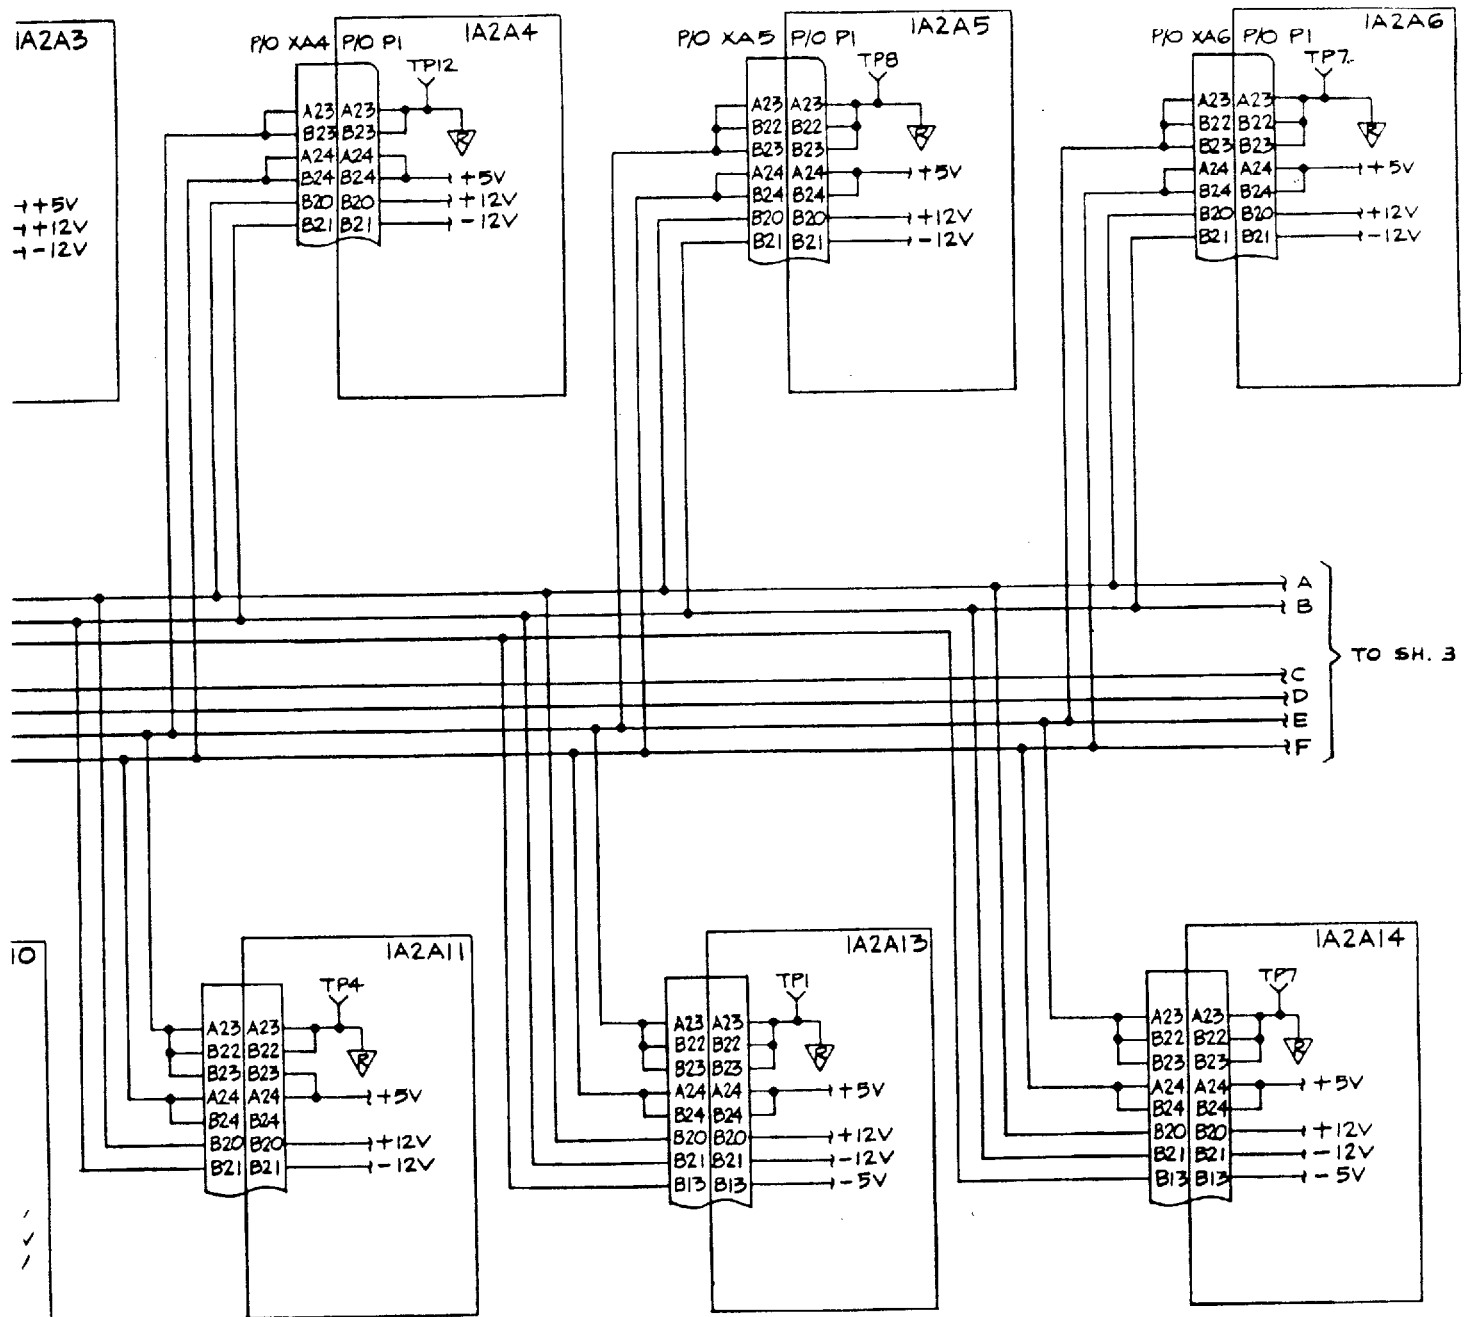 1A2A3
+5V
+12V
-12V
P/O XA4 P/O P1
1A2A4
TP12
A23 A23
B23 B23
A24 A24
B24 B24
B20 B20
B21 B21
R
+5V
+12V
-12V
P/O XA5 P/O P1
1A2A5
TP8
A23 A23
B22 B22
B23 B23
A24 A24
B24 B24
B20 B20
B21 B21
R
+5V
+12V
-12V
P/O XA6 P/O P1
1A2A6
TP7
A23 A23
B22 B22
B23 B23
A24 A24
B24 B24
B20 B20
B21 B21
R
+5V
+12V
-12V
A
B
C
D
E
F
TO SH. 3
10
1A2A11
TP4
A23 A23
B22 B22
B23 B23
A24 A24
B24 B24
B20 B20
B21 B21
R
+5V
+12V
-12V
1A2A13
TP1
A23 A23
B22 B22
B23 B23
A24 A24
B24 B24
B20 B20
B21 B21
B13 B13
R
+5V
+12V
-12V
-5V
1A2A14
TP7
A23 A23
B22 B22
B23 B23
A24 A24
B24 B24
B20 B20
B21 B21
B13 B13
R
+5V
+12V
-12V
-5V